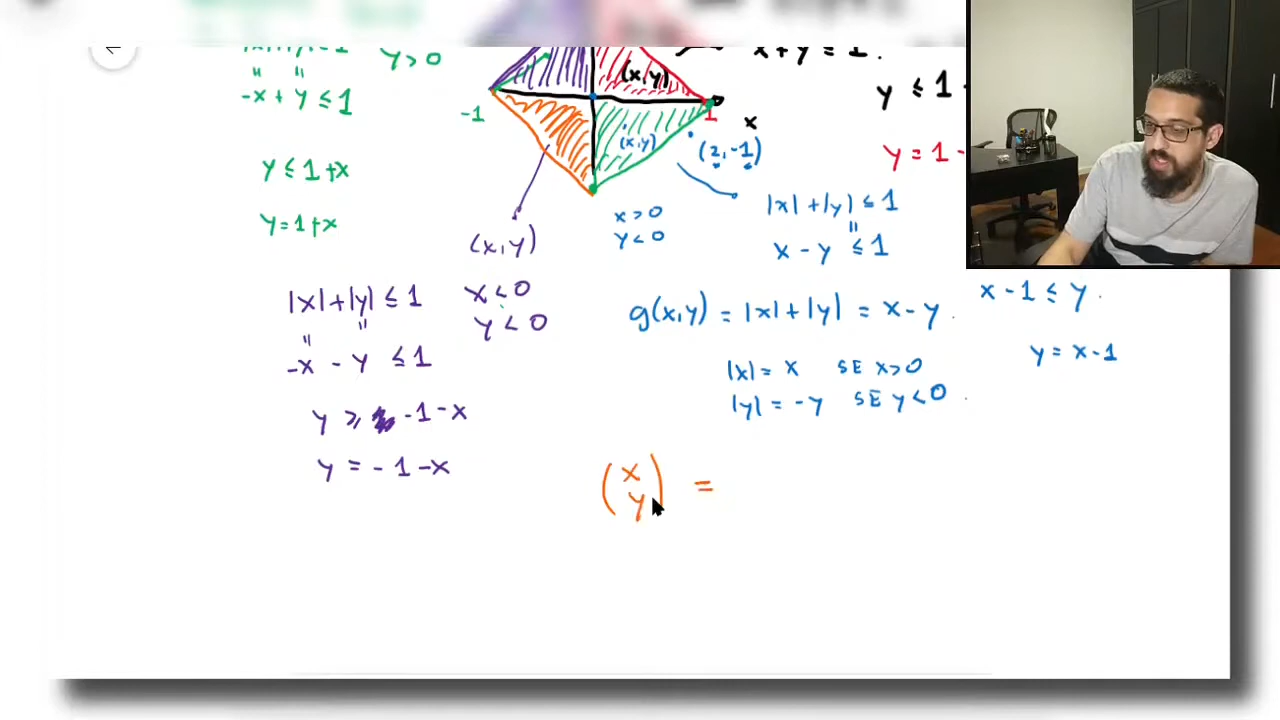 y > 0
-x + y ≤ 1
y ≤ 1+x
y = 1+x
-1
(x,y)
1
x
(x,y)
(2,-1)
x + y = 1.
y ≤ 1
y = 1 -
x > 0
y < 0
|x| + |y| ≤ 1
x - y ≤ 1
(x,y)
|x| + |y| ≤ 1
x < 0
y < 0
-x - y ≤ 1
y ≥ -1 - x
y = - 1 - x
g(x,y) = |x| + |y| = x - y.
x - 1 ≤ y.
y = x - 1
|x| = x SE x > 0
|y| = -y SE y < 0.
(x
y) =